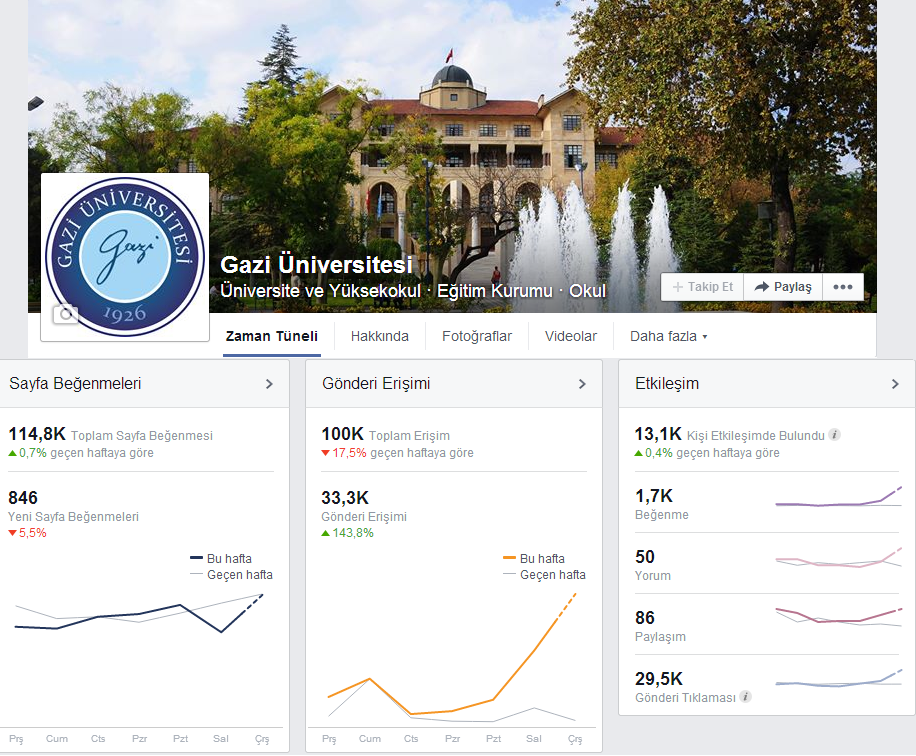 GAZİ ÜNİVERSİTESİ
Gazi
1926
Gazi Üniversitesi
Üniversite ve Yüksekokul · Eğitim Kurumu · Okul
+ Takip Et
Paylaş
Zaman Tüneli
Hakkında
Fotoğraflar
Videolar
Daha fazla
Sayfa Beğenmeleri
114,8K Toplam Sayfa Beğenmesi
0,7% geçen haftaya göre
846
Yeni Sayfa Beğenmeleri
5,5%
Bu hafta
Geçen hafta
Prş Cum Cts Pzr Pzt Sal Çrş
Gönderi Erişimi
100K Toplam Erişim
17,5% geçen haftaya göre
33,3K
Gönderi Erişimi
143,8%
Bu hafta
Geçen hafta
Prş Cum Cts Pzr Pzt Sal Çrş
Etkileşim
13,1K Kişi Etkileşimde Bulundu i
0,4% geçen haftaya göre
1,7K
Beğenme
50
Yorum
86
Paylaşım
29,5K
Gönderi Tıklaması i